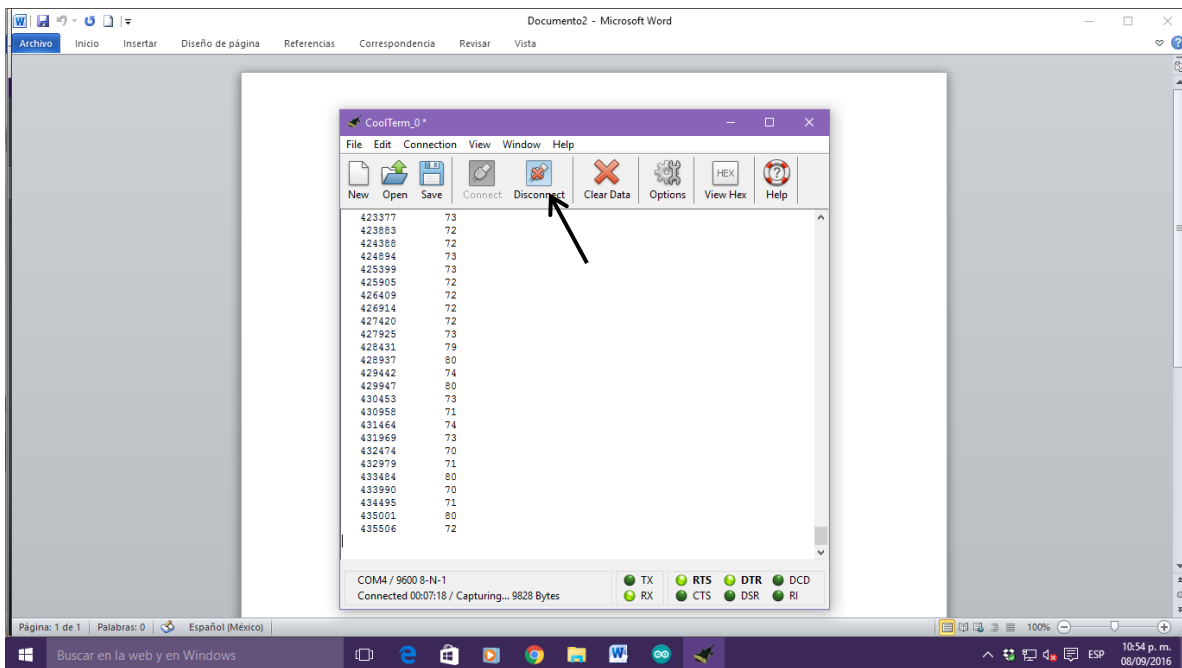 Documento2 - Microsoft Word
Archivo Inicio Insertar Diseño de página Referencias Correspondencia Revisar Vista
CoolTerm_0 *
File Edit Connection View Window Help
New Open Save Connect Disconnect Clear Data Options View Hex Help
HEX
423377 73
423883 72
424388 72
424894 73
425399 73
425905 72
426409 72
426914 72
427420 72
427925 73
428431 79
428937 80
429442 74
429947 80
430453 73
430958 71
431464 74
431969 73
432474 70
432979 71
433484 80
433990 70
434495 71
435001 80
435506 72
COM4 / 9600 8-N-1
Connected 00:07:18 / Capturing... 9828 Bytes
TX RTS DTR DCD
RX CTS DSR RI
Página: 1 de 1 Palabras: 0 Español (México) 100%
Buscar en la web y en Windows ESP 10:54 p. m.
08/09/2016